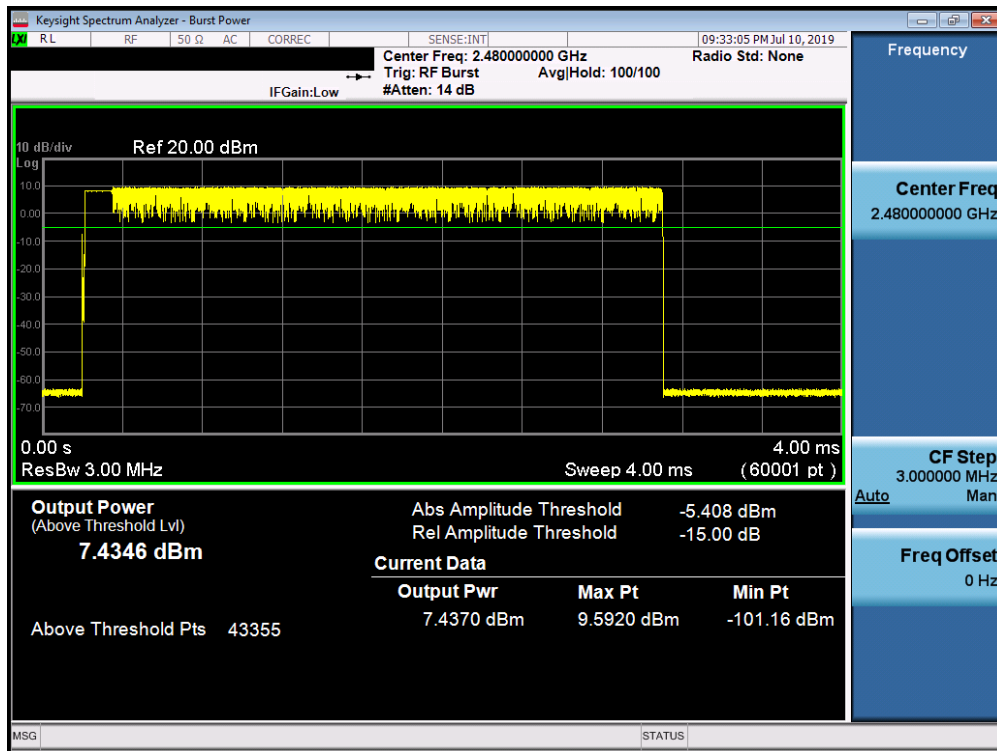 Keysight Spectrum Analyzer - Burst Power
LXI RL RF 50 Ω AC CORREC SENSE:INT 09:33:05 PM Jul 10, 2019
Center Freq: 2.480000000 GHz Radio Std: None
Trig: RF Burst Avg|Hold: 100/100
IFGain:Low #Atten: 14 dB
10 dB/div Ref 20.00 dBm
Log
10.0
0.00
-10.0
-20.0
-30.0
-40.0
-50.0
-60.0
-70.0
0.00 s 4.00 ms
ResBw 3.00 MHz Sweep 4.00 ms (60001 pt)
Output Power
(Above Threshold Lvl)
7.4346 dBm
Above Threshold Pts 43355
Abs Amplitude Threshold -5.408 dBm
Rel Amplitude Threshold -15.00 dB
Current Data
Output Pwr Max Pt Min Pt
7.4370 dBm 9.5920 dBm -101.16 dBm
Frequency
Center Freq
2.480000000 GHz
CF Step
3.000000 MHz
Auto Man
Freq Offset
0 Hz
MSG STATUS